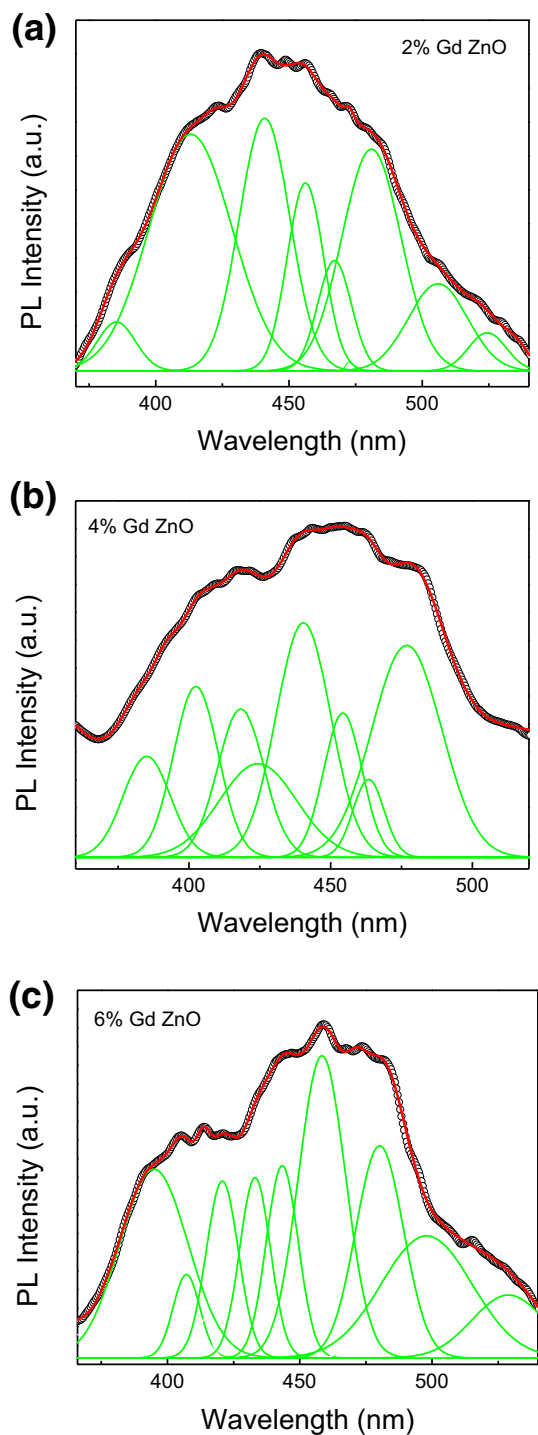 (a)
2% Gd ZnO
PL Intensity (a.u.)
400 450 500
Wavelength (nm)
(b)
4% Gd ZnO
PL Intensity (a.u.)
400 450 500
Wavelength (nm)
(c)
6% Gd ZnO
PL Intensity (a.u.)
400 450 500
Wavelength (nm)